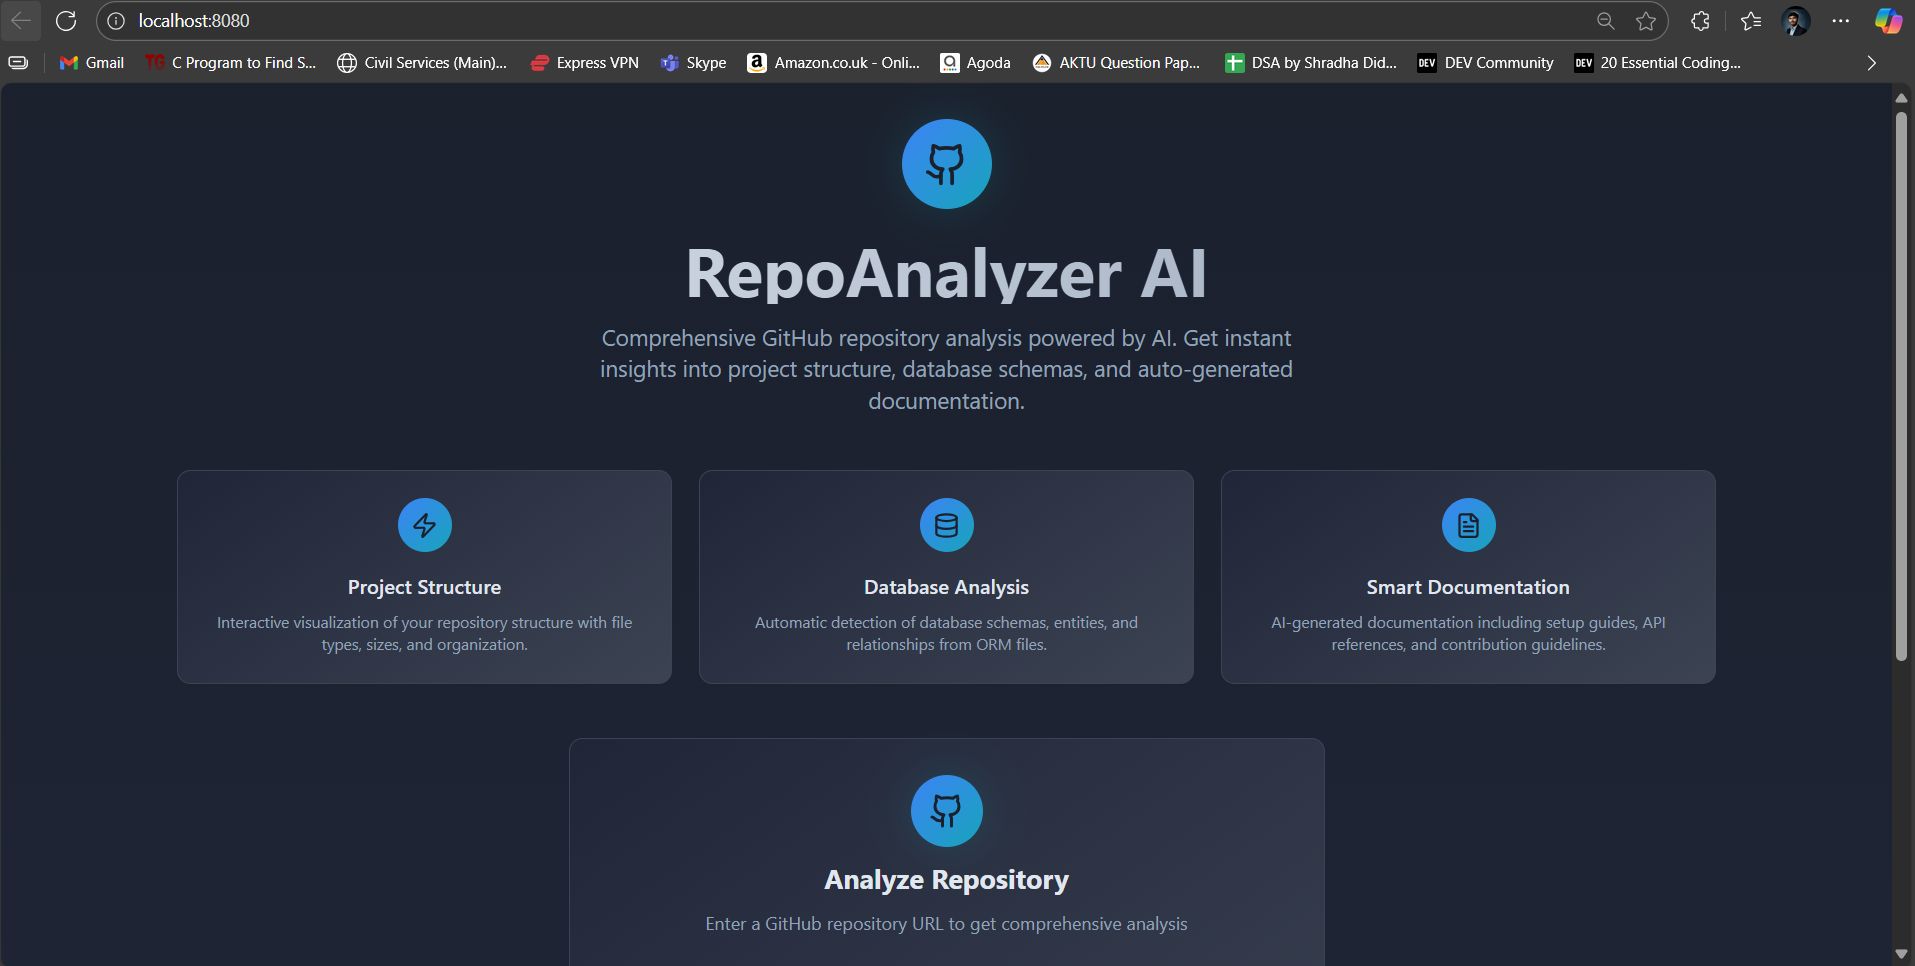 localhost:8080
Gmail
TG C Program to Find S...
Civil Services (Main)...
Express VPN
Skype
a Amazon.co.uk - Onli...
Agoda
AKTU Question Pap...
DSA by Shradha Did...
DEV DEV Community
DEV 20 Essential Coding...
RepoAnalyzer AI
Comprehensive GitHub repository analysis powered by AI. Get instant
insights into project structure, database schemas, and auto-generated
documentation.
Project Structure
Interactive visualization of your repository structure with file
types, sizes, and organization.
Database Analysis
Automatic detection of database schemas, entities, and
relationships from ORM files.
Smart Documentation
AI-generated documentation including setup guides, API
references, and contribution guidelines.
Analyze Repository
Enter a GitHub repository URL to get comprehensive analysis